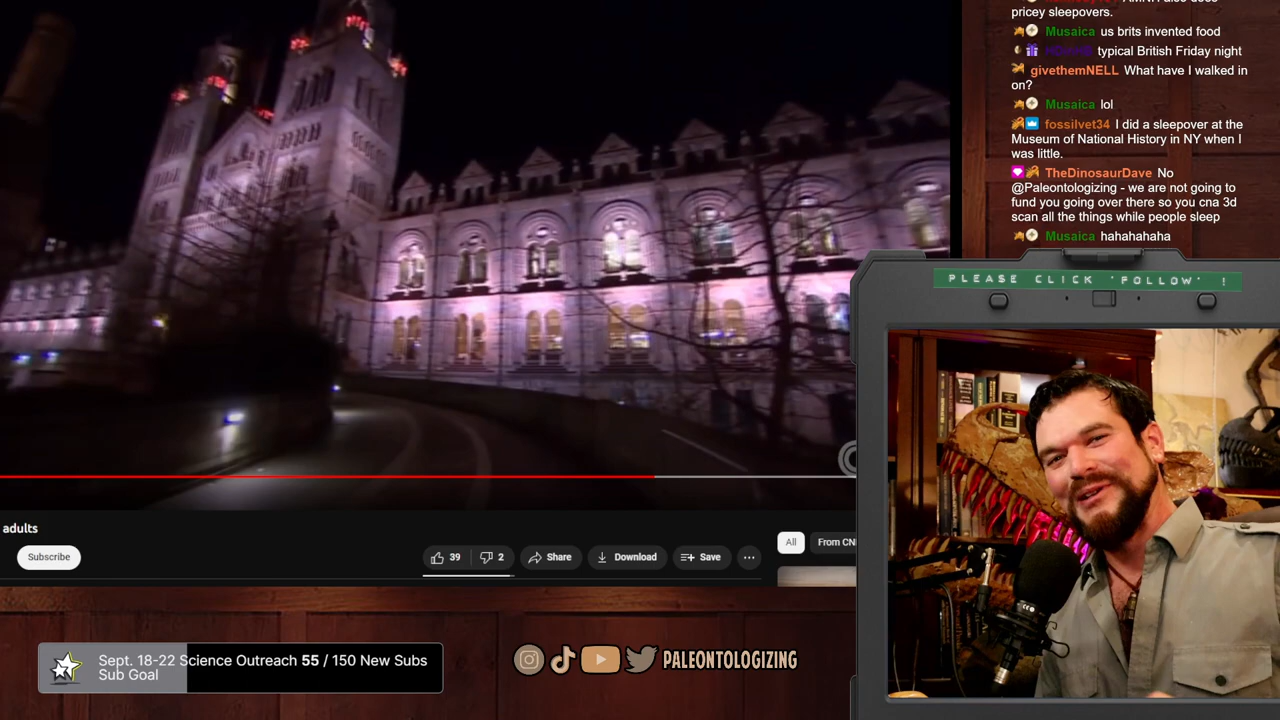 pricey sleepovers.
Musaica us brits invented food
typical British Friday night
givethemNELL What have I walked in
on?
Musaica lol
fossilvet34 I did a sleepover at the
Museum of National History in NY when I
was little.
TheDinosaurDave No
@Paleontologizing - we are not going to
fund you going over there so you cna 3d
scan all the things while people sleep
Musaica hahahahaha
PLEASE CLICK 'FOLLOW' !
adults
Subscribe
39
2
Share
Download
Save
All
From CN
Sept. 18-22 Science Outreach 55 / 150 New Subs
Sub Goal
PALEONTOLOGIZING